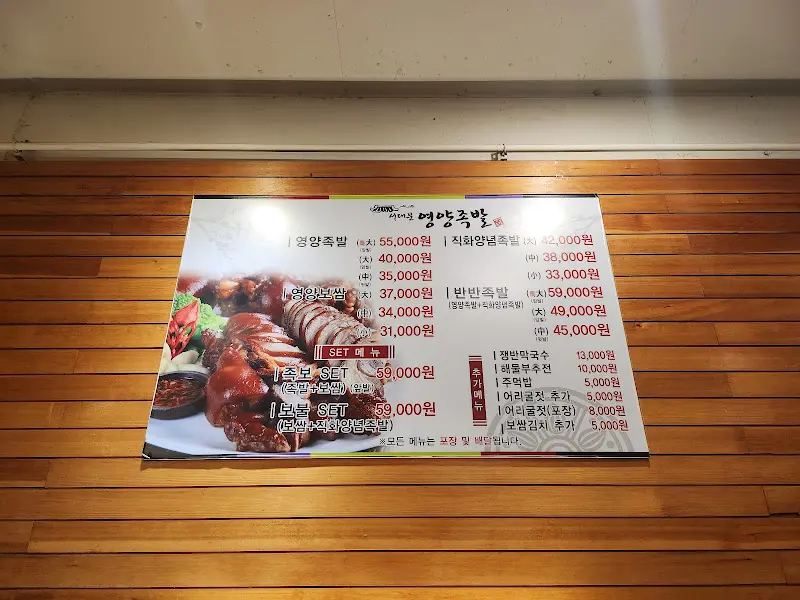 서대문 영양족발
영양족발 (특大) 55,000원
(大) 40,000원
(中) 35,000원
영양보쌈 (大) 37,000원
(中) 34,000원
(小) 31,000원
SET 메뉴
족보 SET 59,000원
(족발+보쌈) (앞발)
보불 SET 59,000원
(보쌈+직화양념족발)
직화양념족발 (大) 42,000원
(中) 38,000원
(小) 33,000원
반반족발 (특大) 59,000원
(영양족발+직화양념족발)
(大) 49,000원
(中) 45,000원
추가메뉴
쟁반막국수 13,000원
해물부추전 10,000원
주먹밥 5,000원
어리굴젓 추가 5,000원
어리굴젓(포장) 8,000원
보쌈김치 추가 5,000원
※모든 메뉴는 포장 및 배달됩니다.